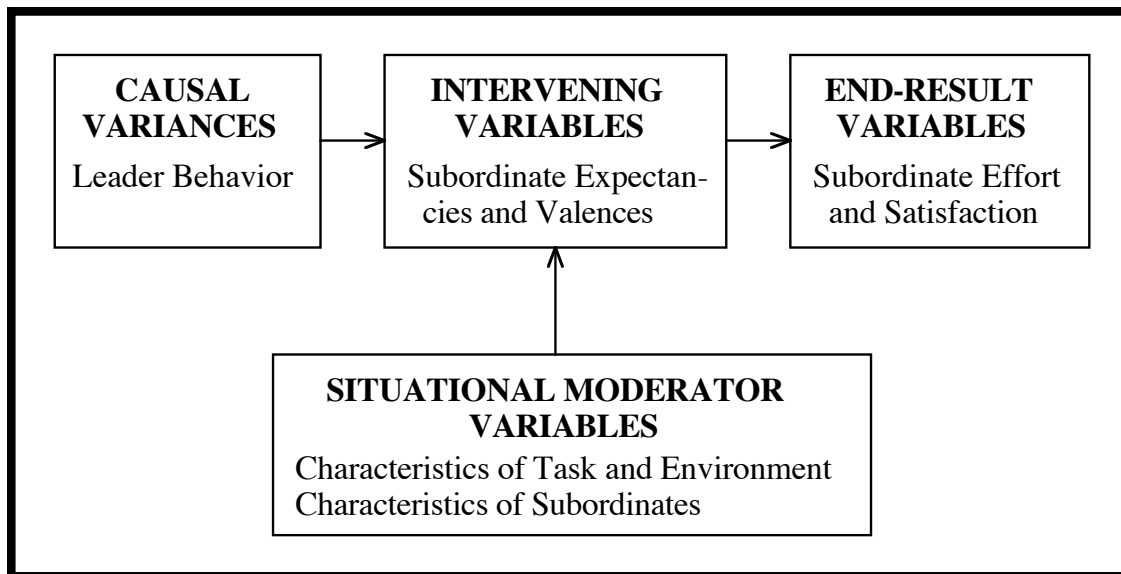 CAUSAL
VARIANCES
Leader Behavior
INTERVENING
VARIABLES
Subordinate Expectan-
cies and Valences
END-RESULT
VARIABLES
Subordinate Effort
and Satisfaction
SITUATIONAL MODERATOR
VARIABLES
Characteristics of Task and Environment
Characteristics of Subordinates